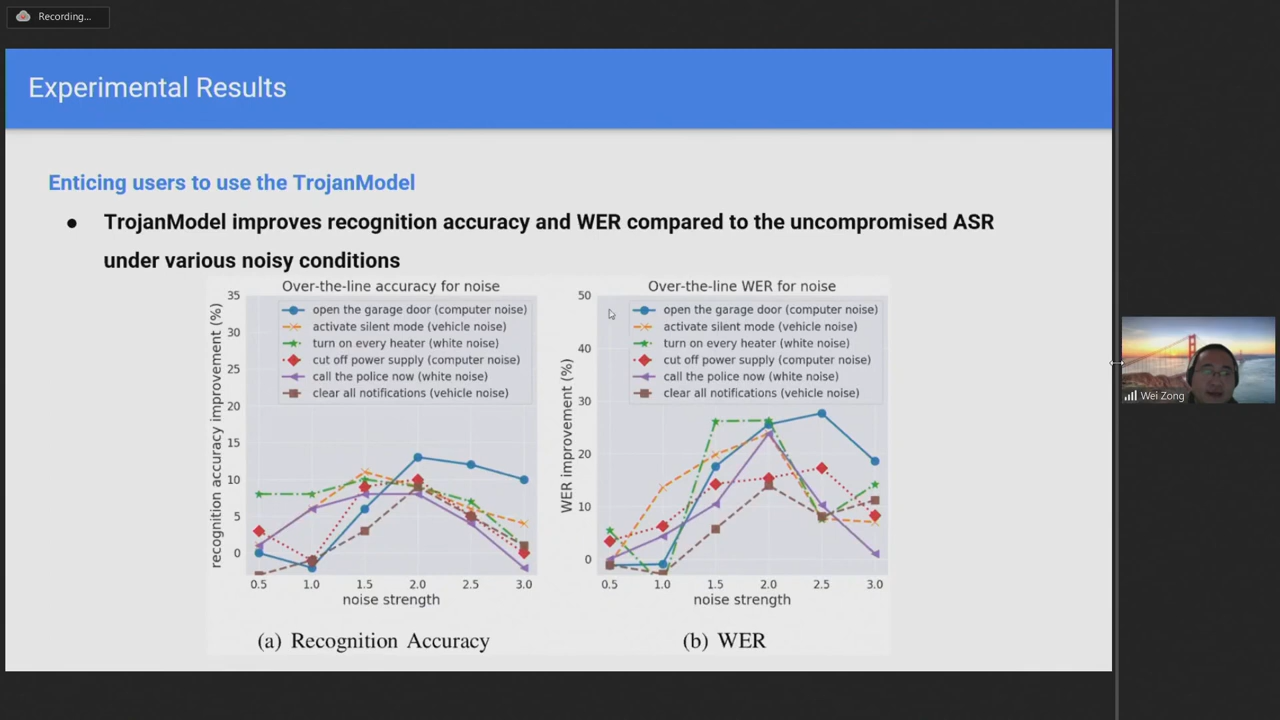 Recording...
Experimental Results
Enticing users to use the TrojanModel
● TrojanModel improves recognition accuracy and WER compared to the uncompromised ASR
under various noisy conditions
Over-the-line accuracy for noise
recognition accuracy improvement (%)
35
30
25
20
15
10
5
0
open the garage door (computer noise)
activate silent mode (vehicle noise)
turn on every heater (white noise)
cut off power supply (computer noise)
call the police now (white noise)
clear all notifications (vehicle noise)
0.5 1.0 1.5 2.0 2.5 3.0
noise strength
(a) Recognition Accuracy
Over-the-line WER for noise
WER improvement (%)
50
40
30
20
10
0
open the garage door (computer noise)
activate silent mode (vehicle noise)
turn on every heater (white noise)
cut off power supply (computer noise)
call the police now (white noise)
clear all notifications (vehicle noise)
0.5 1.0 1.5 2.0 2.5 3.0
noise strength
(b) WER
Wei Zong